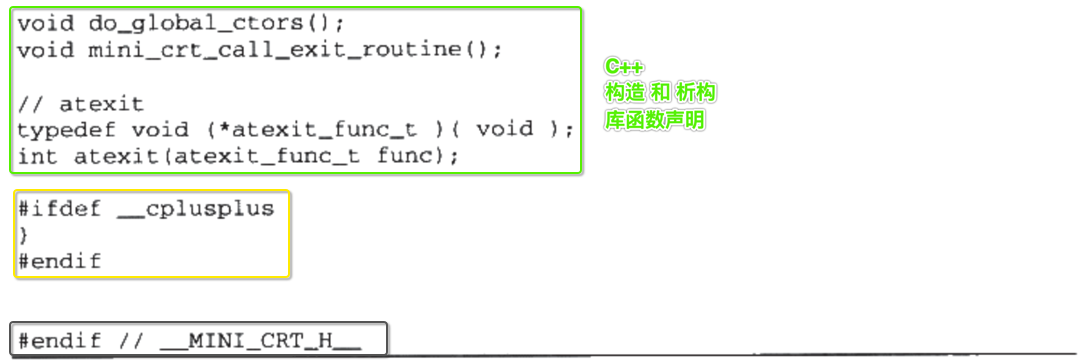 void do_global_ctors();
void mini_crt_call_exit_routine();
// atexit
typedef void (*atexit_func_t )( void );
int atexit(atexit_func_t func);
C++
构造 和 析构
库函数声明
#ifdef __cplusplus
}
#endif
#endif // __MINI_CRT_H__